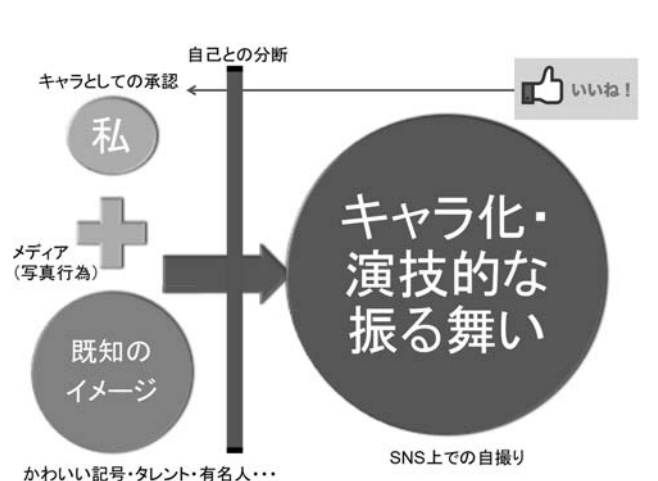 自己との分断
キャラとしての承認
いいね！
私
メディア
（写真行為）
既知の
イメージ
かわいい記号・タレント・有名人・・・
キャラ化・
演技的な
振る舞い
SNS上での自撮り